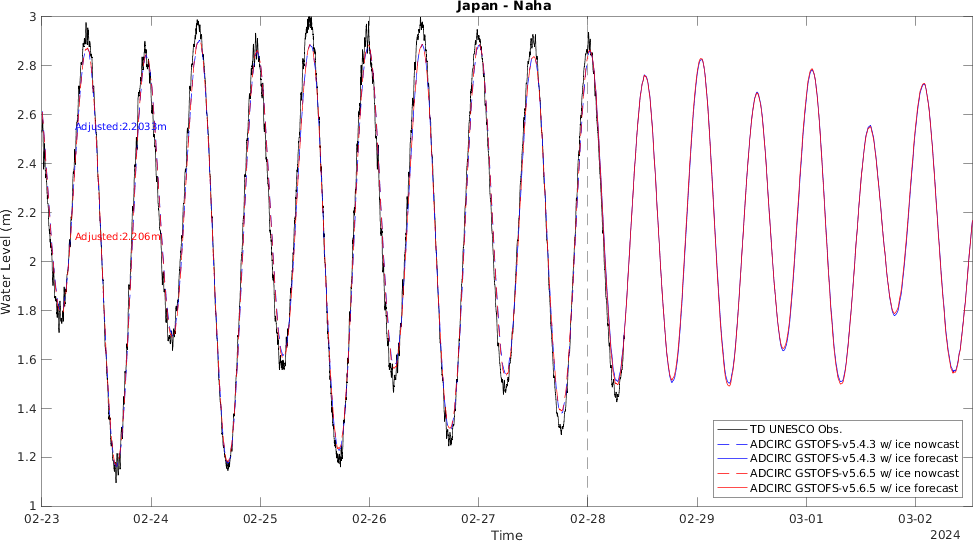 Japan - Naha
3
2.8
2.6
2.4
2.2
2
1.8
1.6
1.4
1.2
1
Water Level (m)
Adjusted:2.2033m
Adjusted:2.206m
TD UNESCO Obs.
ADCIRC GSTOFS-v5.4.3 w/ ice nowcast
ADCIRC GSTOFS-v5.4.3 w/ ice forecast
ADCIRC GSTOFS-v5.6.5 w/ ice nowcast
ADCIRC GSTOFS-v5.6.5 w/ ice forecast
02-23 02-24 02-25 02-26 02-27 02-28 02-29 03-01 03-02
Time
2024